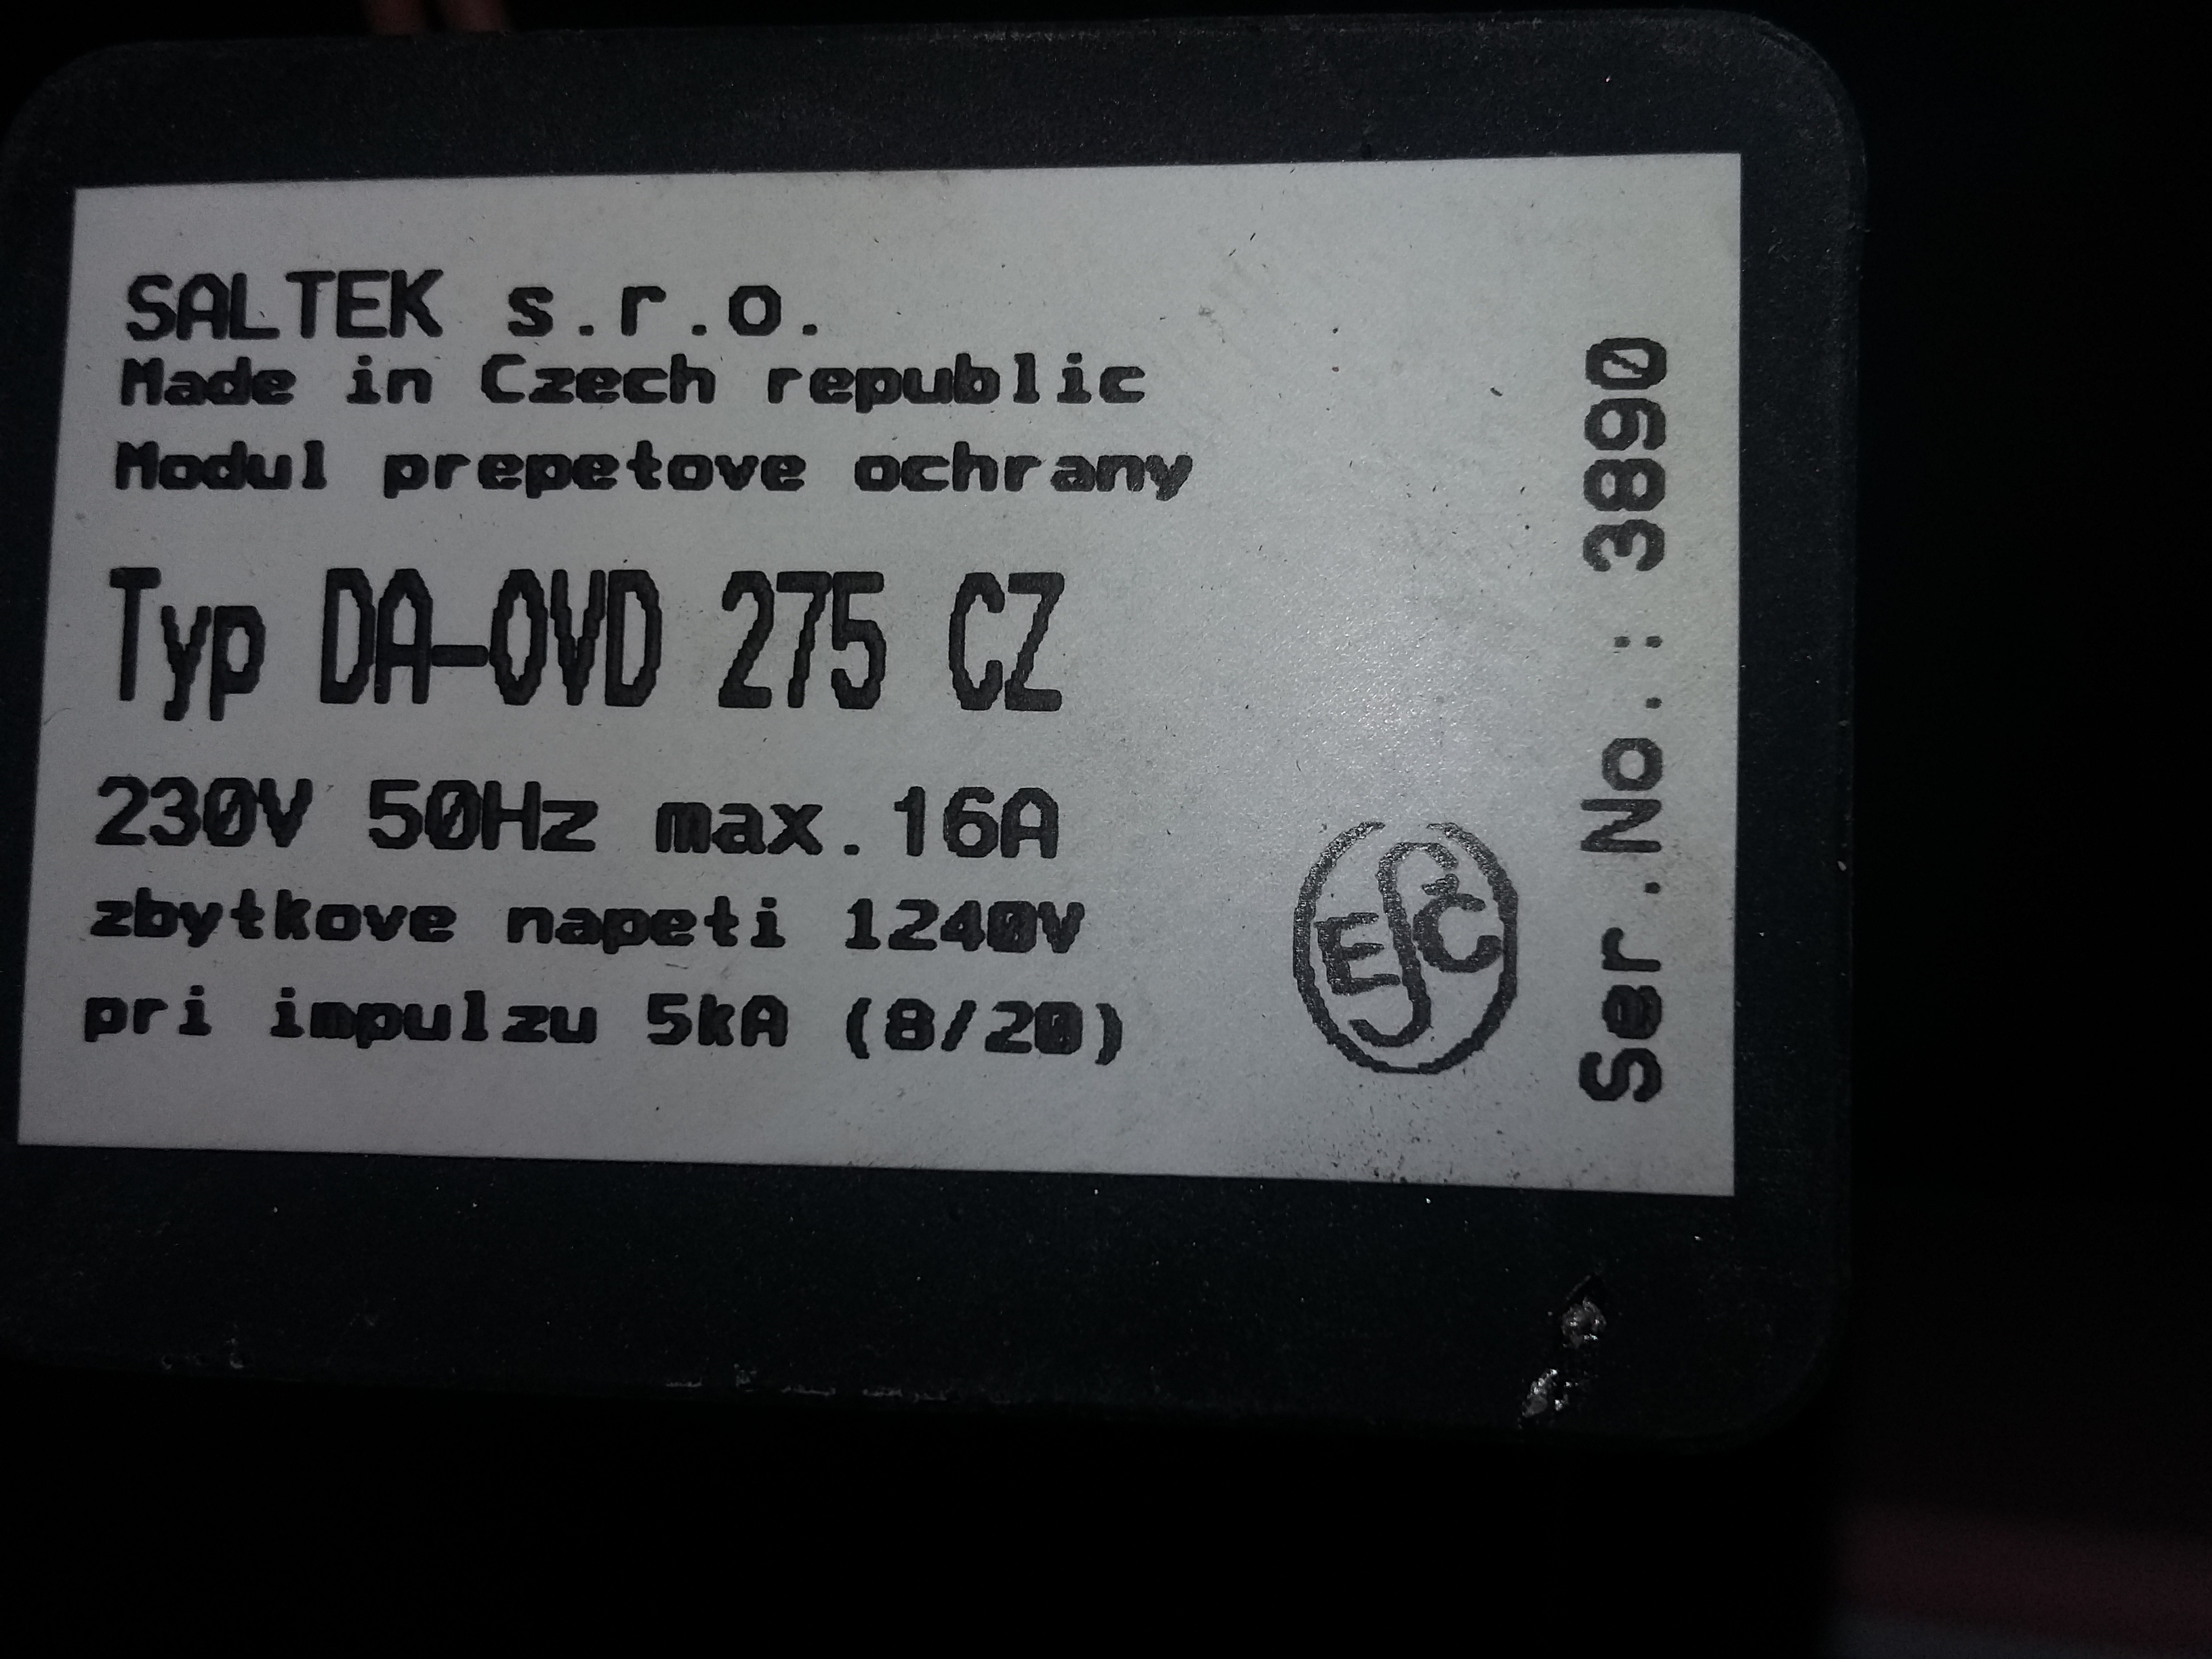 SALTEK s.r.o.
Made in Czech republic
Modul prepetove ochrany
Typ DA-OVD 275 CZ
230V 50Hz max.16A
zbytkove napeti 1240V
pri impulzu 5kA (8/20)
ESC
Ser.No.: 3890